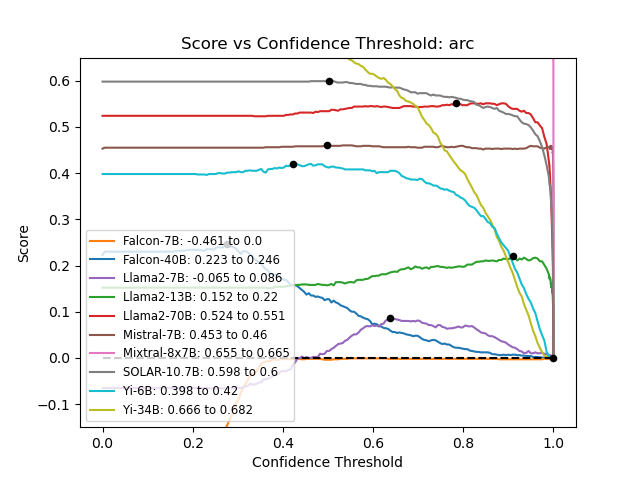 Score vs Confidence Threshold: arc
0.6
0.5
0.4
0.3
0.2
0.1
0.0
−0.1
Score
Falcon-7B: -0.461 to 0.0
Falcon-40B: 0.223 to 0.246
Llama2-7B: -0.065 to 0.086
Llama2-13B: 0.152 to 0.22
Llama2-70B: 0.524 to 0.551
Mistral-7B: 0.453 to 0.46
Mixtral-8x7B: 0.655 to 0.665
SOLAR-10.7B: 0.598 to 0.6
Yi-6B: 0.398 to 0.42
Yi-34B: 0.666 to 0.682
0.0 0.2 0.4 0.6 0.8 1.0
Confidence Threshold